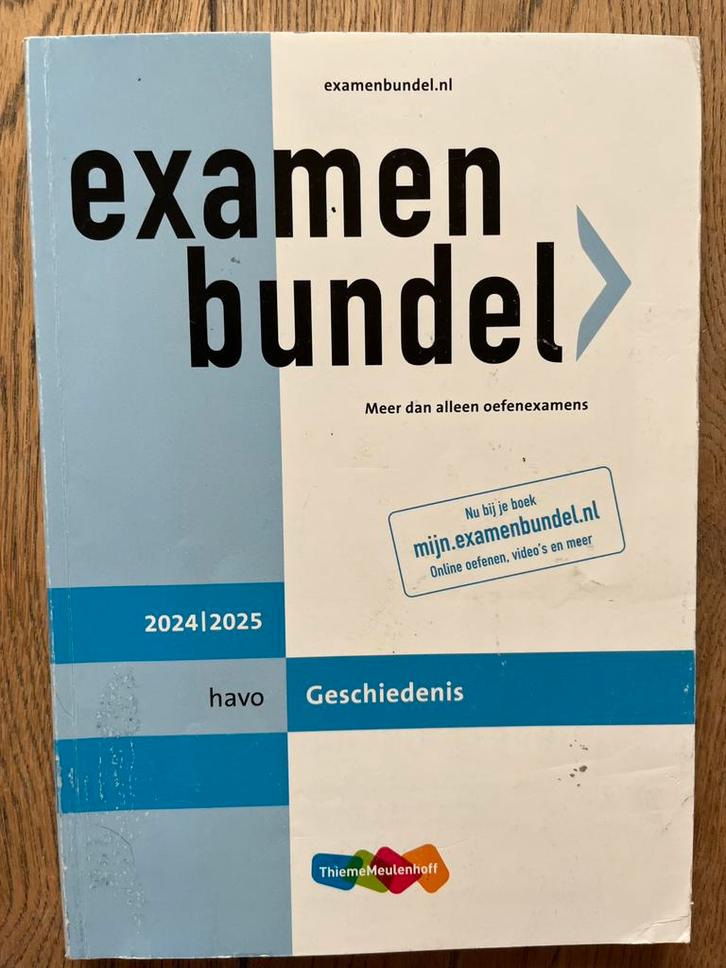 examenbundel.nl
examen
bundel
Meer dan alleen oefenexamens
Nu bij je boek
mijn.examenbundel.nl
Online oefenen, video's en meer
2024|2025
havo
Geschiedenis
ThiemeMeulenhoff